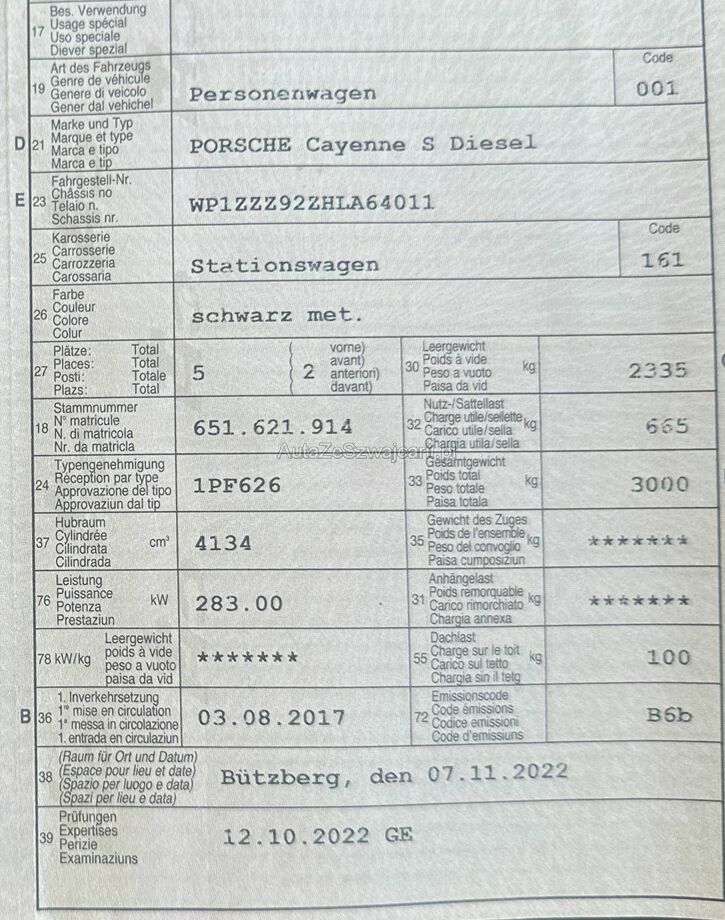 17 Bes. Verwendung
Usage spécial
Uso speciale
Diever spezial
19 Art des Fahrzeugs
Genre de véhicule
Genere di veicolo
Gener dal vehichel
Personenwagen
Code
001
D 21 Marke und Typ
Marque et type
Marca e tipo
Marca e tip
PORSCHE Cayenne S Diesel
E 23 Fahrgestell-Nr.
Châssis no
Telaio n.
Schassis nr.
WP1ZZZ92ZHLA64011
25 Karosserie
Carrosserie
Carrozzeria
Carossaria
Stationswagen
Code
161
26 Farbe
Couleur
Colore
Colur
schwarz met.
27 Plätze: Total
Places: Total
Posti: Totale
Plazs: Total
5
( vorne)
avant)
2 anteriori)
( davant)
30 Leergewicht
Poids à vide
Peso a vuoto
Paisa da vid
kg
2335
18 Stammnummer
N° matricule
N. di matricola
Nr. da matricla
651.621.914
32 Nutz-/Sattellast
Charge utile/sellette
Carico utile/sella
Chargia utila/sella
kg
665
AutaZeSzwajcarii.pl
24 Typengenehmigung
Réception par type
Approvazione del tipo
Approvaziun dal tip
1PF626
33 Gesamtgewicht
Poids total
Peso totale
Paisa totala
kg
3000
37 Hubraum
Cylindrée
Cilindrata
Cilindrada
cm³
4134
35 Gewicht des Zuges
Poids de l'ensemble
Peso del convoglio
Paisa cumposiziun
kg
*******
76 Leistung
Puissance
Potenza
Prestaziun
kW
283.00
31 Anhängelast
Poids remorquable
Carico rimorchiato
Chargia annexa
kg
*******
78 kW/kg Leergewicht
poids à vide
peso a vuoto
paisa da vid
*******
55 Dachlast
Charge sur le toit
Carico sul tetto
Chargia sin il tetg
kg
100
B 36 1. Inverkehrsetzung
1re mise en circulation
1a messa in circolazione
1. entrada en circulaziun
03.08.2017
72 Emissionscode
Code émissions
Codice emissioni
Code d'emissiuns
B6b
38 (Raum für Ort und Datum)
(Espace pour lieu et date)
(Spazio per luogo e data)
(Spazi per lieu e data)
Bützberg, den 07.11.2022
39 Prüfungen
Expertises
Perizie
Examinaziuns
12.10.2022 GE